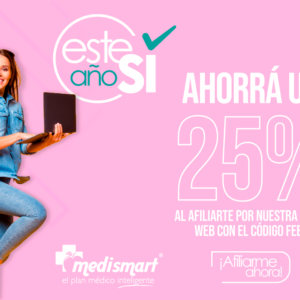 este
año SÍ
AHORRÁ U
25%
AL AFILIARTE POR NUESTRA
WEB CON EL CÓDIGO FEB
medismart
el plan médico inteligente
¡Afiliarme
ahora!